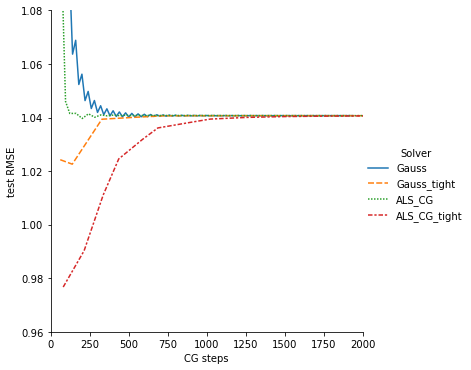 1.08
1.06
1.04
1.02
1.00
0.98
0.96
test RMSE
0 250 500 750 1000 1250 1500 1750 2000
CG steps
Solver
Gauss
Gauss_tight
ALS_CG
ALS_CG_tight